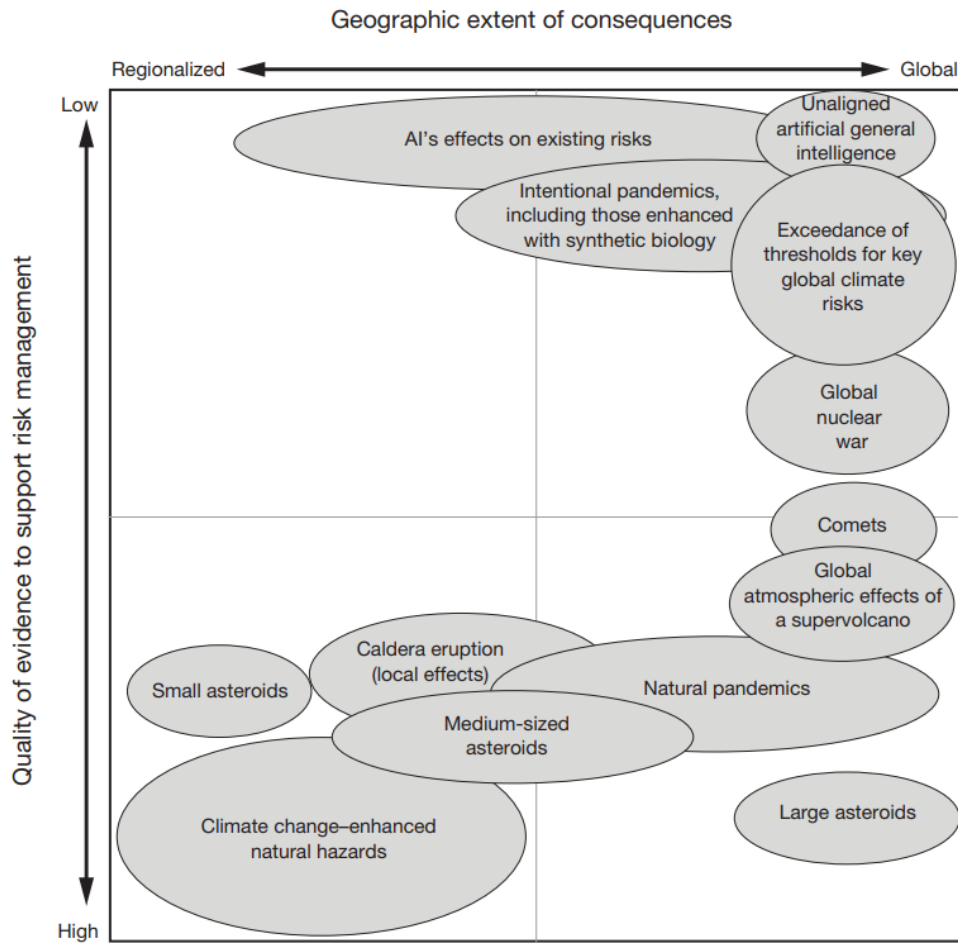 Geographic extent of consequences
Regionalized
Global
Low
Unaligned
artificial general
intelligence
AI's effects on existing risks
Intentional pandemics,
including those enhanced
with synthetic biology
Exceedance of
thresholds for key
global climate
risks
Quality of evidence to support risk management
Global
nuclear
war
Comets
Global
atmospheric effects of
a supervolcano
Caldera eruption
(local effects)
Small asteroids
Natural pandemics
Medium-sized
asteroids
Large asteroids
Climate change–enhanced
natural hazards
High